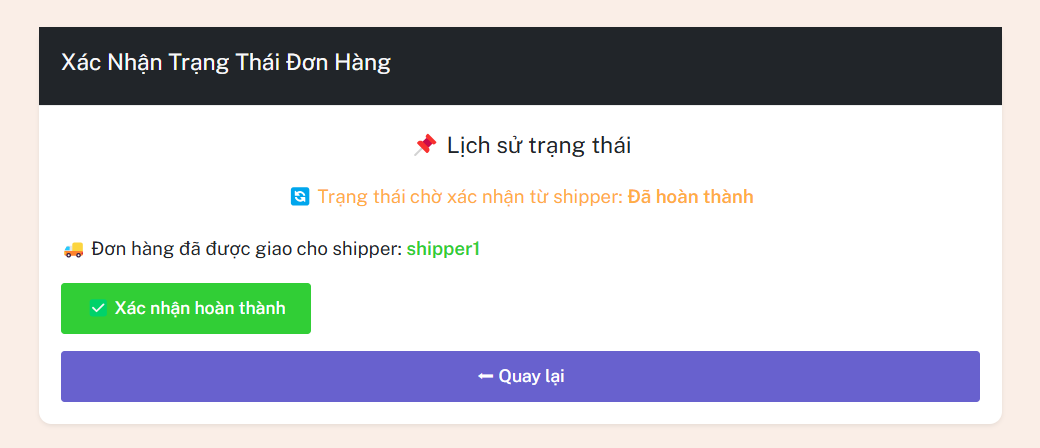 Xác Nhận Trạng Thái Đơn Hàng
📌 Lịch sử trạng thái
🔄 Trạng thái chờ xác nhận từ shipper: Đã hoàn thành
🚚 Đơn hàng đã được giao cho shipper: shipper1
✅ Xác nhận hoàn thành
⬅ Quay lại